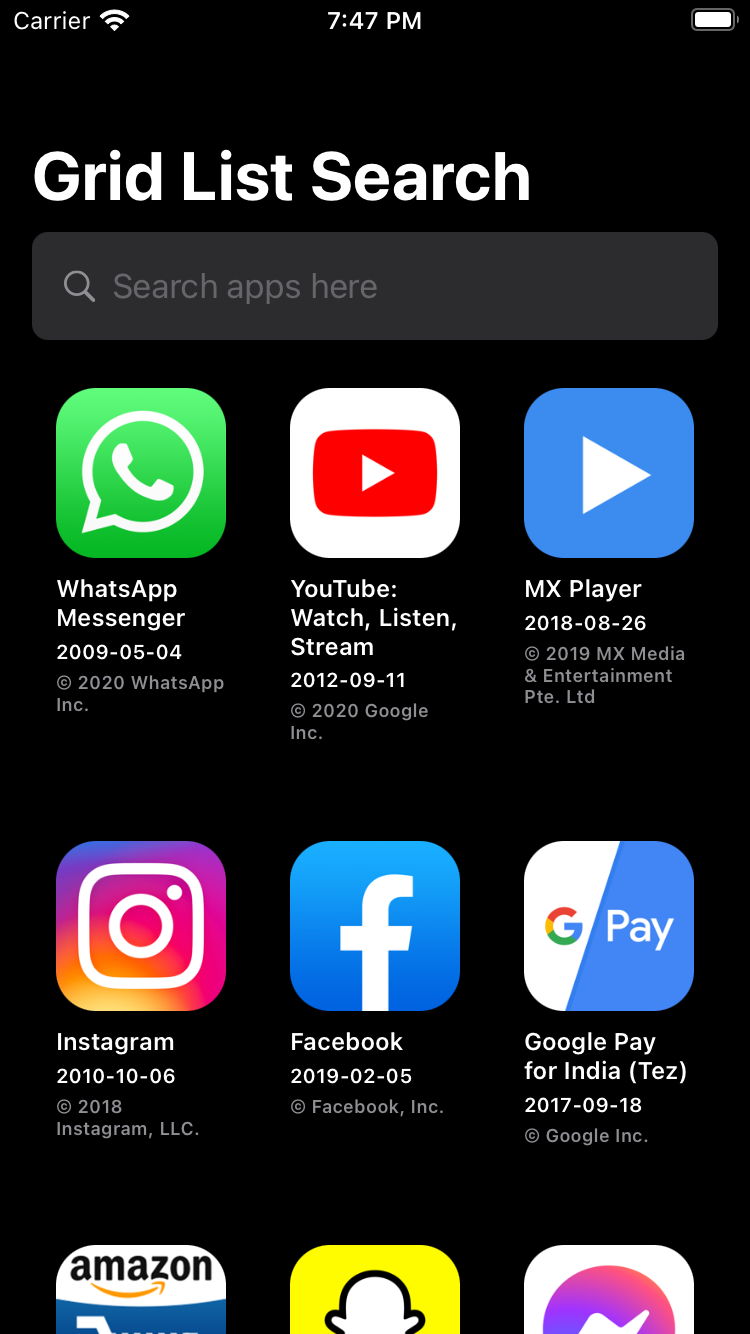 Carrier 7:47 PM
Grid List Search
Search apps here
WhatsApp
Messenger
2009-05-04
© 2020 WhatsApp
Inc.
YouTube:
Watch, Listen,
Stream
2012-09-11
© 2020 Google
Inc.
MX Player
2018-08-26
© 2019 MX Media
& Entertainment
Pte. Ltd
G Pay
Instagram
2010-10-06
© 2018
Instagram, LLC.
Facebook
2019-02-05
© Facebook, Inc.
Google Pay
for India (Tez)
2017-09-18
© Google Inc.
amazon